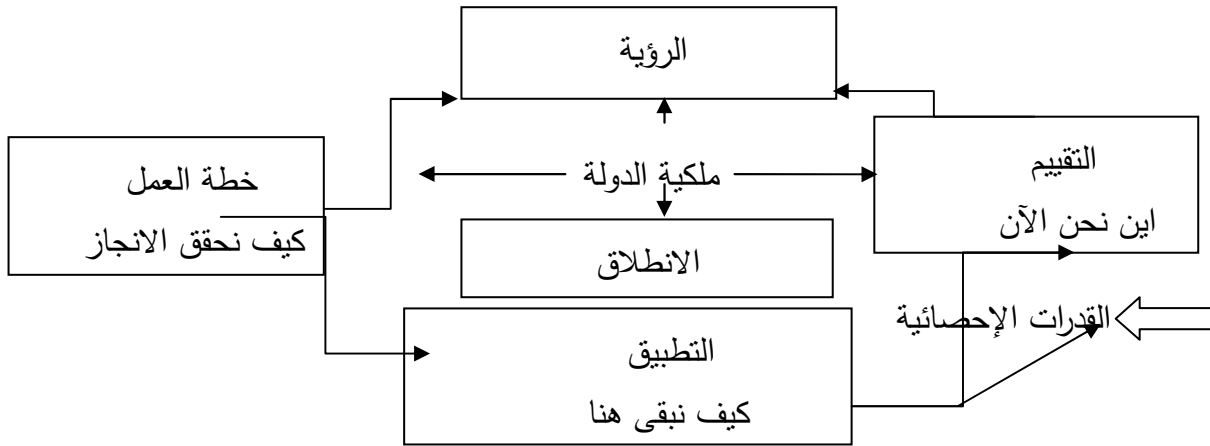 الرؤية
التقييم
اين نحن الآن
ملكية الدولة
خطة العمل
كيف نحقق الانجاز
الانطلاق
القدرات الإحصائية
التطبيق
كيف نبقى هنا